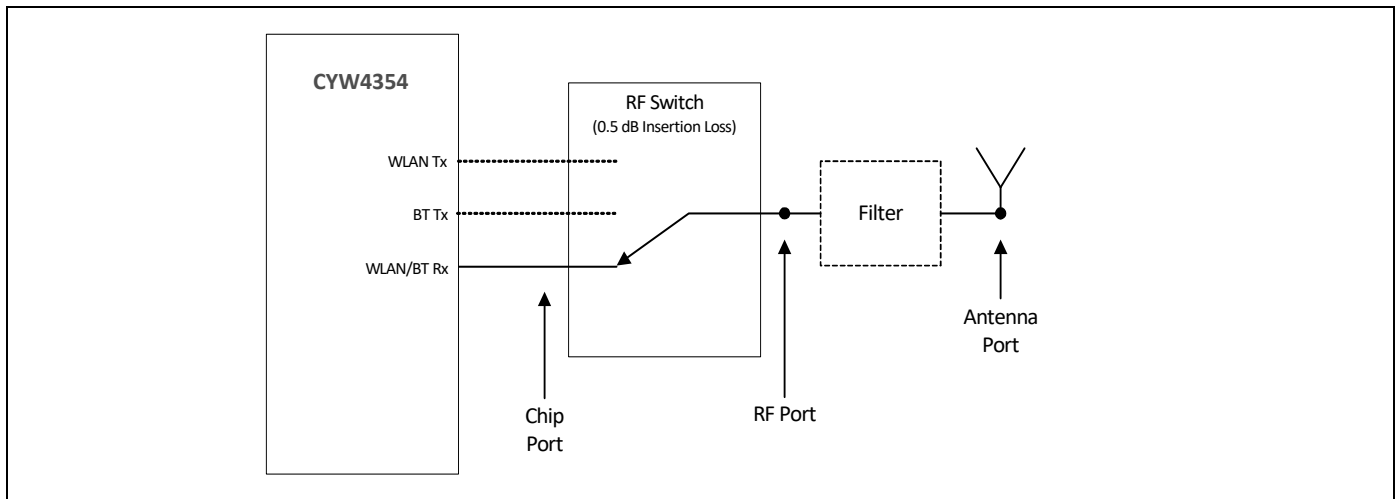 CYW4354
RF Switch
(0.5 dB Insertion Loss)
WLAN Tx
BT Tx
WLAN/BT Rx
Filter
Chip
Port
RF Port
Antenna
Port